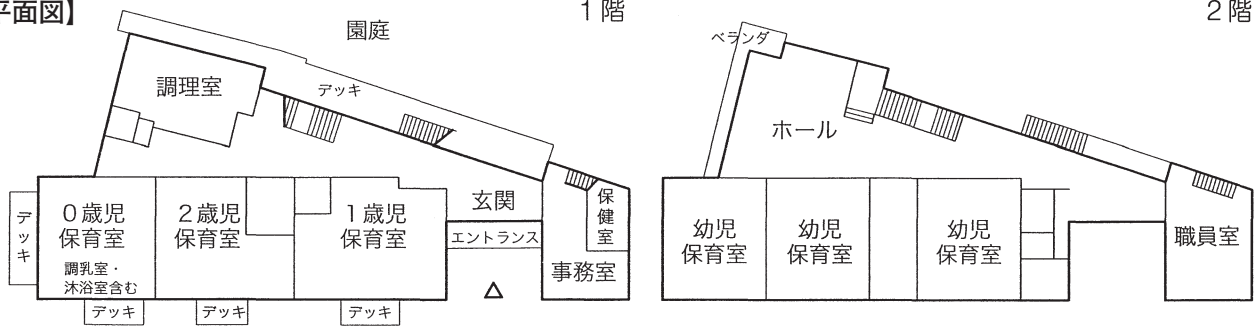 平面図】
1階
2階
園庭
調理室
デッキ
玄関
保健室
デッキ
0歳児
保育室
調乳室・
沐浴室含む
2歳児
保育室
1歳児
保育室
エントランス
事務室
デッキ
デッキ
デッキ
ベランダ
ホール
幼児
保育室
幼児
保育室
幼児
保育室
職員室